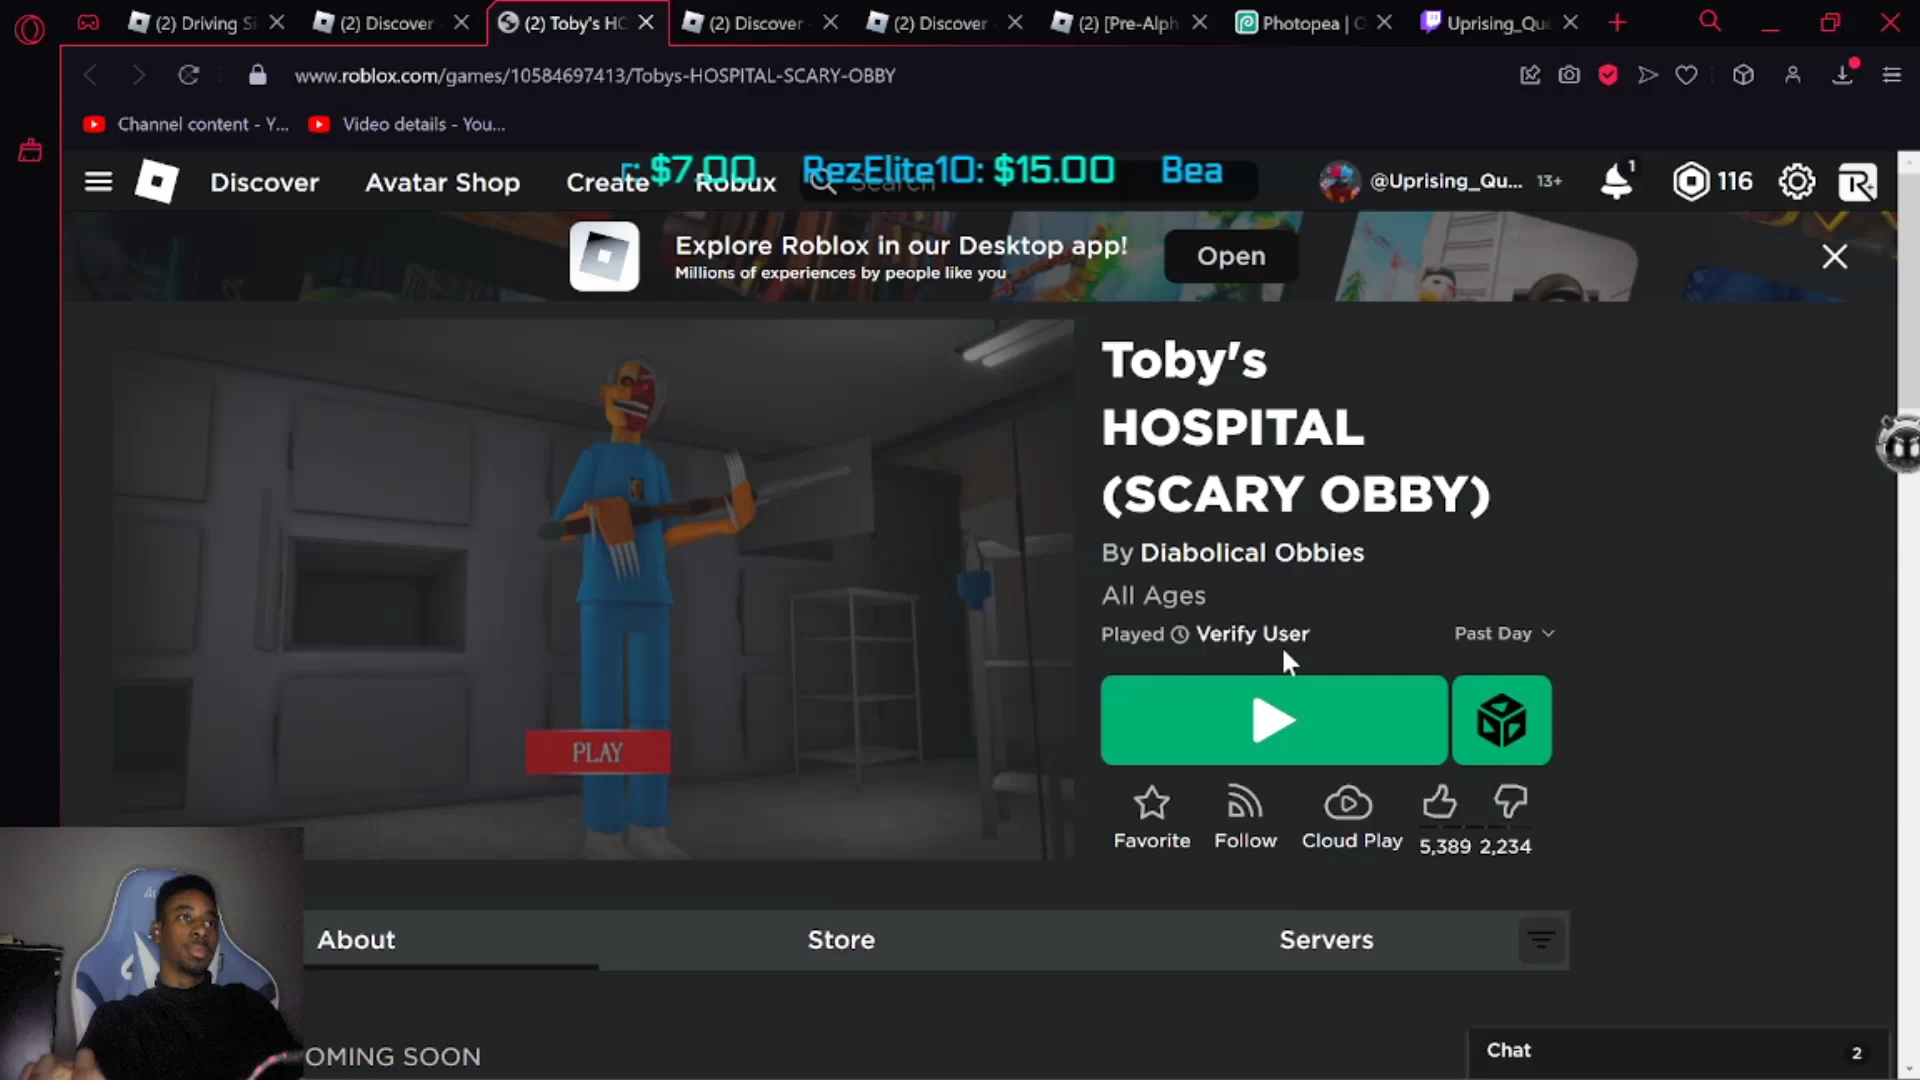 (2) Driving Si
(2) Discover
(2) Toby's HO
(2) Discover
(2) Discover
(2) [Pre-Alph
Photopea | O
Uprising_Que
www.roblox.com/games/10584697413/Tobys-HOSPITAL-SCARY-OBBY
Channel content - Y...
Video details - You...
r: $7.00 RezElite10: $15.00 Bea
Discover
Avatar Shop
Create
Robux
Search
@Uprising_Qu...
13+
1
116
Explore Roblox in our Desktop app!
Millions of experiences by people like you
Open
Toby's
HOSPITAL
(SCARY OBBY)
By Diabolical Obbies
All Ages
Played Verify User
Past Day
PLAY
Favorite
Follow
Cloud Play
5,389
2,234
About
Store
Servers
OMING SOON
Chat
2